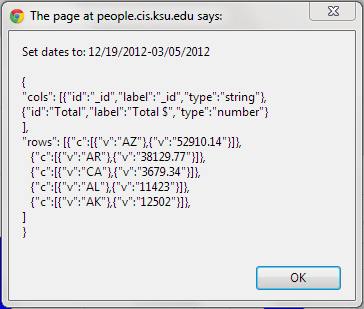 The page at people.cis.ksu.edu says:
Set dates to: 12/19/2012-03/05/2012
{
"cols": [{"id":"_id","label":"_id","type":"string"},
{"id":"Total","label":"Total $","type":"number"}
],
"rows": [{"c":[{"v":"AZ"},{"v":"52910.14"}]},
{"c":[{"v":"AR"},{"v":"38129.77"}]},
{"c":[{"v":"CA"},{"v":"3679.34"}]},
{"c":[{"v":"AL"},{"v":"11423"}]},
{"c":[{"v":"AK"},{"v":"12502"}]},
]
}
OK